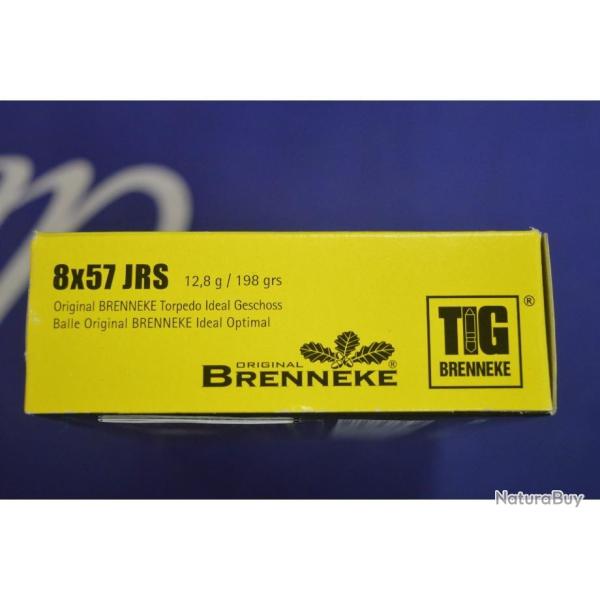 8x57 JRS 12,8 g / 198 grs
Original BRENNEKE Torpedo Ideal Geschoss
Balle Original BRENNEKE Ideal Optimal
ORIGINAL
BRENNEKE®
TIG®
BRENNEKE
NaturaBuy